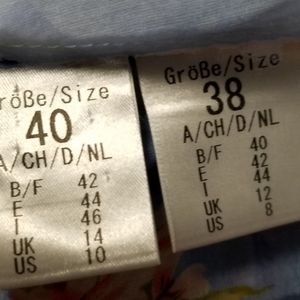 röße/Size
40
A/CH/D/NL
B/F 42
E 44
I 46
UK 14
US 10
Größe/Size
38
A/CH/D/NL
B/F 40
E 42
I 44
UK 12
US 8